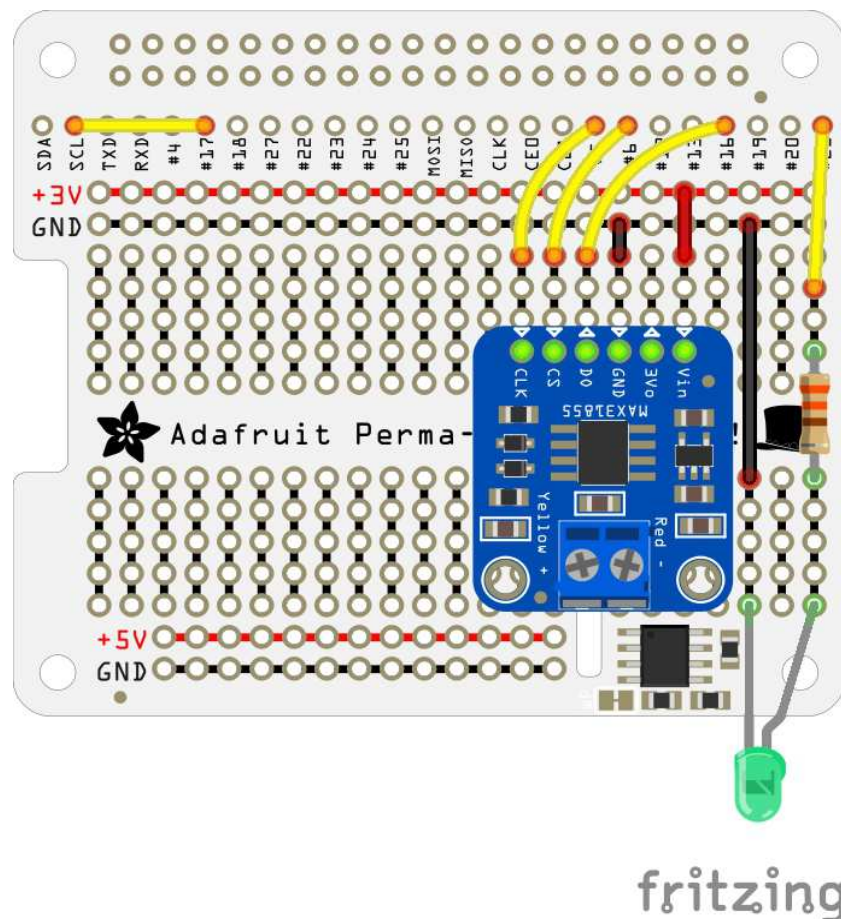 SDA
SCL
TXD
RXD
#4
#17
#18
#27
#22
#23
#24
#25
MOSI
MISO
CLK
CE0
#6
#16
#19
#20
+3V
GND
CLK
CS
DO
GND
3Vo
Vin
MAX31855
Adafruit Perma-
!
Yellow +
Red -
+5V
GND
fritzing